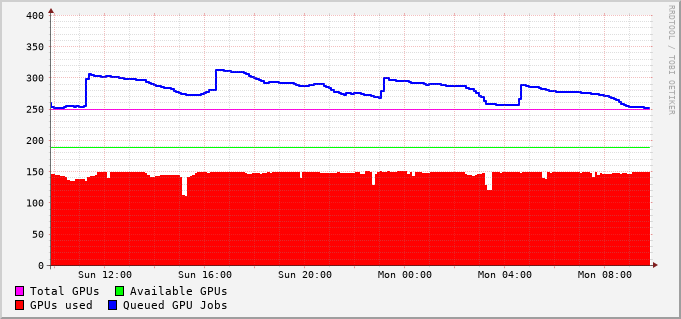 400
350
300
250
200
150
100
50
0
Sun 12:00 Sun 16:00 Sun 20:00 Mon 00:00 Mon 04:00 Mon 08:00
Total GPUs Available GPUs
GPUs used Queued GPU Jobs
RRDTOOL / TOBI OETIKER